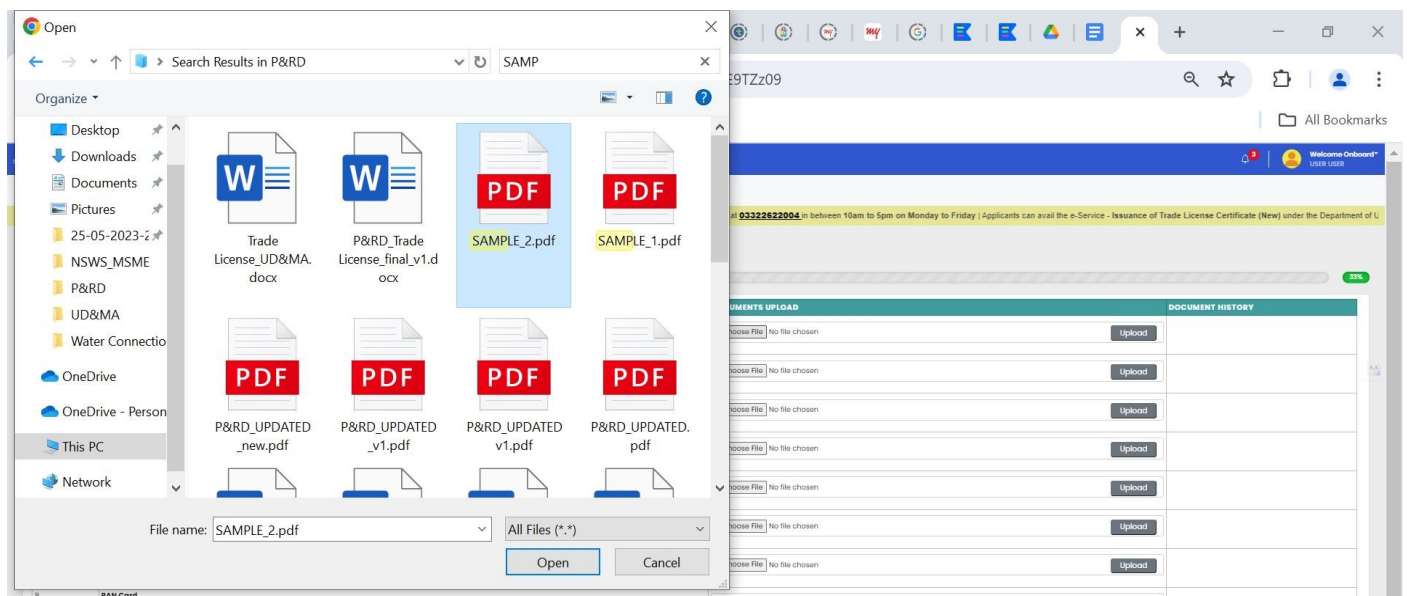 Open
Search Results in P&RD
SAMP
E9TZz09
Organize
All Bookmarks
Desktop
Downloads
Documents
Pictures
25-05-2023-2
NSWS_MSME
P&RD
UD&MA
Water Connectio
OneDrive
OneDrive - Person
This PC
Network
W
W
PDF
PDF
Trade
License_UD&MA.
docx
P&RD_Trade
License_final_v1.d
ocx
SAMPLE_2.pdf
SAMPLE_1.pdf
PDF
PDF
PDF
PDF
P&RD_UPDATED
_new.pdf
P&RD_UPDATED
_v1.pdf
P&RD_UPDATED
v1.pdf
P&RD_UPDATED.
pdf
File name:
SAMPLE_2.pdf
All Files (*.*)
Open
Cancel
my
my
G
3
Welcome Onboard
USER USER
at 03322622004 in between 10am to 5pm on Monday to Friday | Applicants can avail the e-Service - Issuance of Trade License Certificate (New) under the Department of U
33%
UMENTS UPLOAD
DOCUMENT HISTORY
hoose File No file chosen
Upload
hoose File No file chosen
Upload
hoose File No file chosen
Upload
hoose File No file chosen
Upload
hoose File No file chosen
Upload
hoose File No file chosen
Upload
hoose File No file chosen
Upload
PAN Card